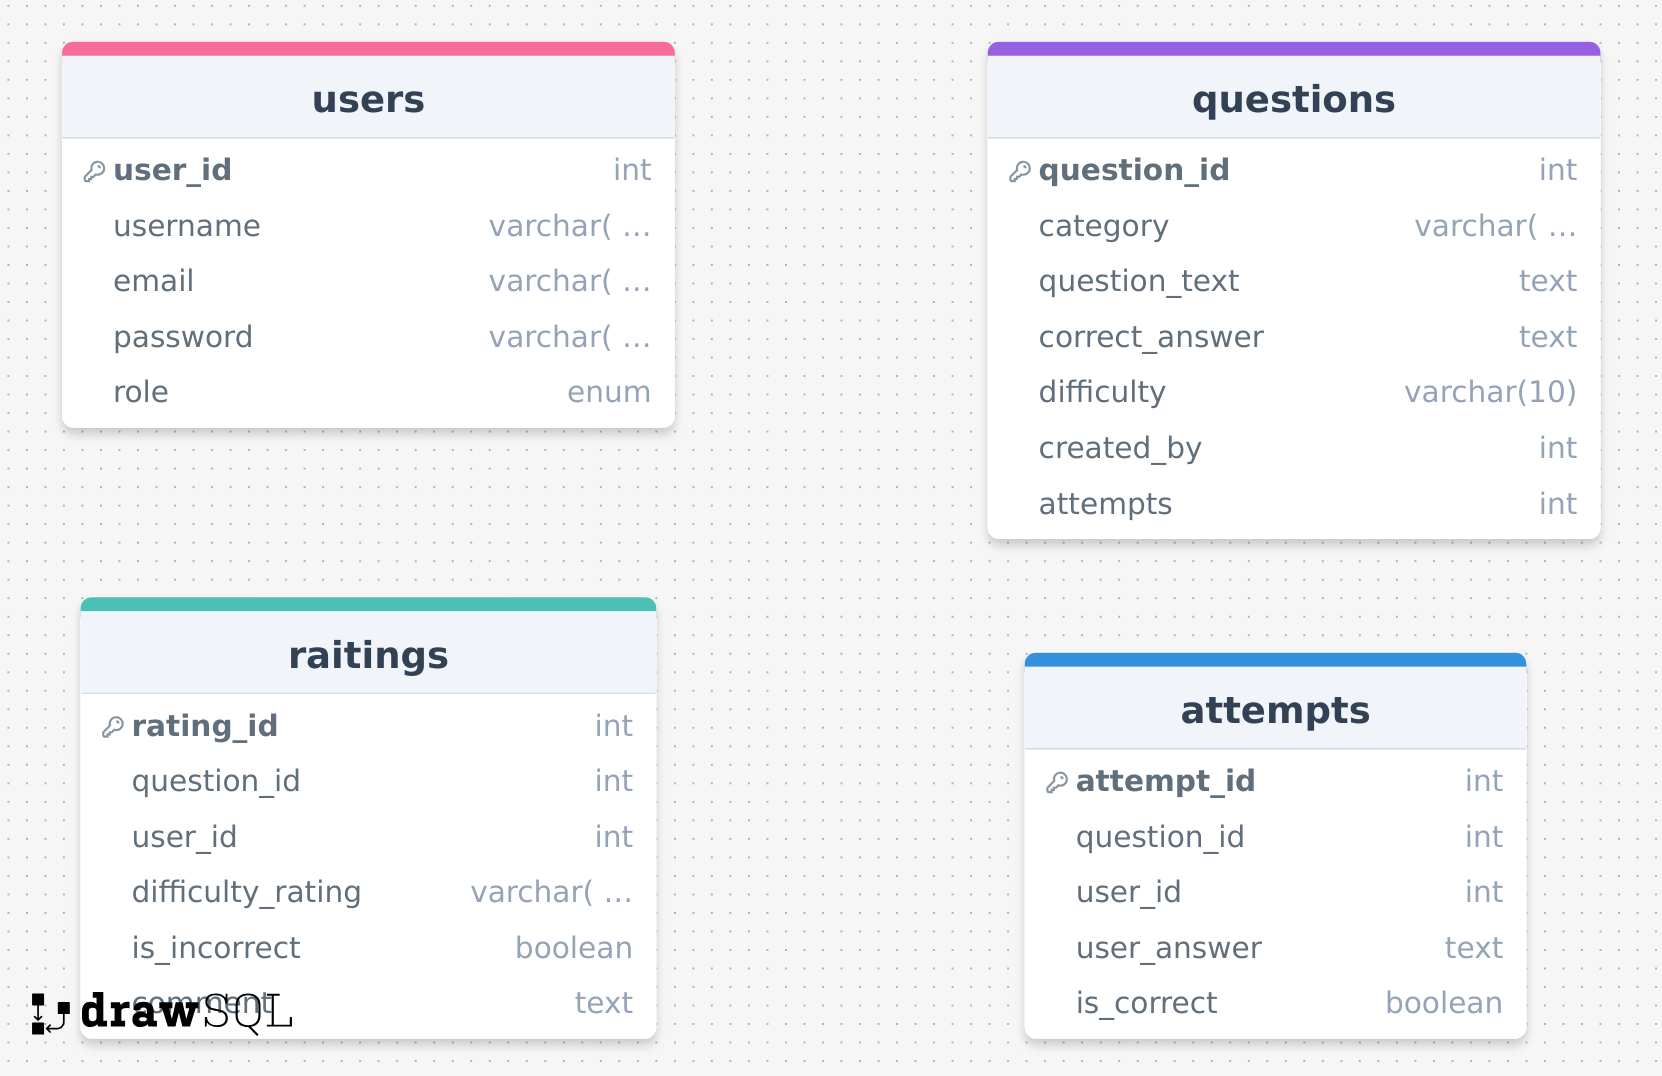 users
user_id int
username varchar( ...
email varchar( ...
password varchar( ...
role enum
questions
question_id int
category varchar( ...
question_text text
correct_answer text
difficulty varchar(10)
created_by int
attempts int
raitings
rating_id int
question_id int
user_id int
difficulty_rating varchar( ...
is_incorrect boolean
comment text
attempts
attempt_id int
question_id int
user_id int
user_answer text
is_correct boolean
drawSQL